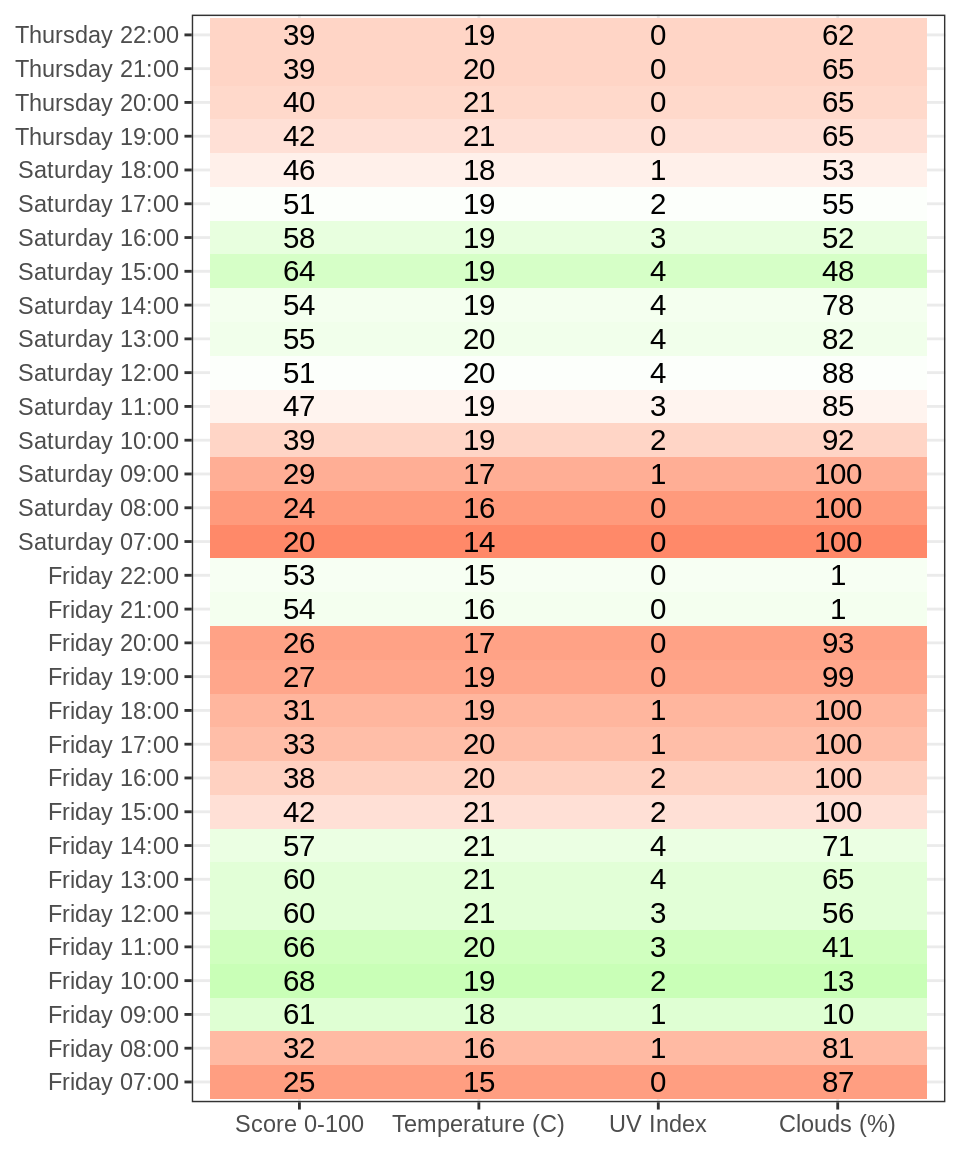 Thursday 22:00 39 19 0 62
Thursday 21:00 39 20 0 65
Thursday 20:00 40 21 0 65
Thursday 19:00 42 21 0 65
Saturday 18:00 46 18 1 53
Saturday 17:00 51 19 2 55
Saturday 16:00 58 19 3 52
Saturday 15:00 64 19 4 48
Saturday 14:00 54 19 4 78
Saturday 13:00 55 20 4 82
Saturday 12:00 51 20 4 88
Saturday 11:00 47 19 3 85
Saturday 10:00 39 19 2 92
Saturday 09:00 29 17 1 100
Saturday 08:00 24 16 0 100
Saturday 07:00 20 14 0 100
Friday 22:00 53 15 0 1
Friday 21:00 54 16 0 1
Friday 20:00 26 17 0 93
Friday 19:00 27 19 0 99
Friday 18:00 31 19 1 100
Friday 17:00 33 20 1 100
Friday 16:00 38 20 2 100
Friday 15:00 42 21 2 100
Friday 14:00 57 21 4 71
Friday 13:00 60 21 4 65
Friday 12:00 60 21 3 56
Friday 11:00 66 20 3 41
Friday 10:00 68 19 2 13
Friday 09:00 61 18 1 10
Friday 08:00 32 16 1 81
Friday 07:00 25 15 0 87
Score 0-100 Temperature (C) UV Index Clouds (%)